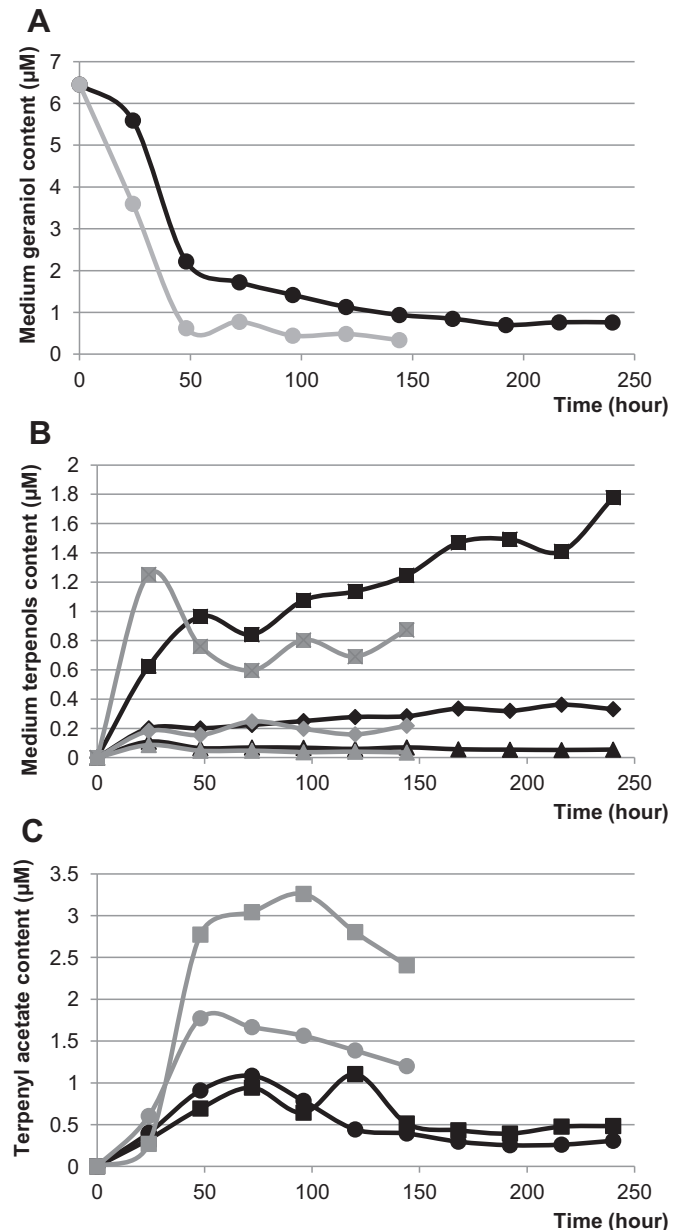 A
Medium geraniol content (µM)
7
6
5
4
3
2
1
0
0 50 100 150 200 250
Time (hour)
B
Medium terpenols content (µM)
2
1.8
1.6
1.4
1.2
1
0.8
0.6
0.4
0.2
0
0 50 100 150 200 250
Time (hour)
C
Terpenyl acetate content (µM)
3.5
3
2.5
2
1.5
1
0.5
0
0 50 100 150 200 250
Time (hour)